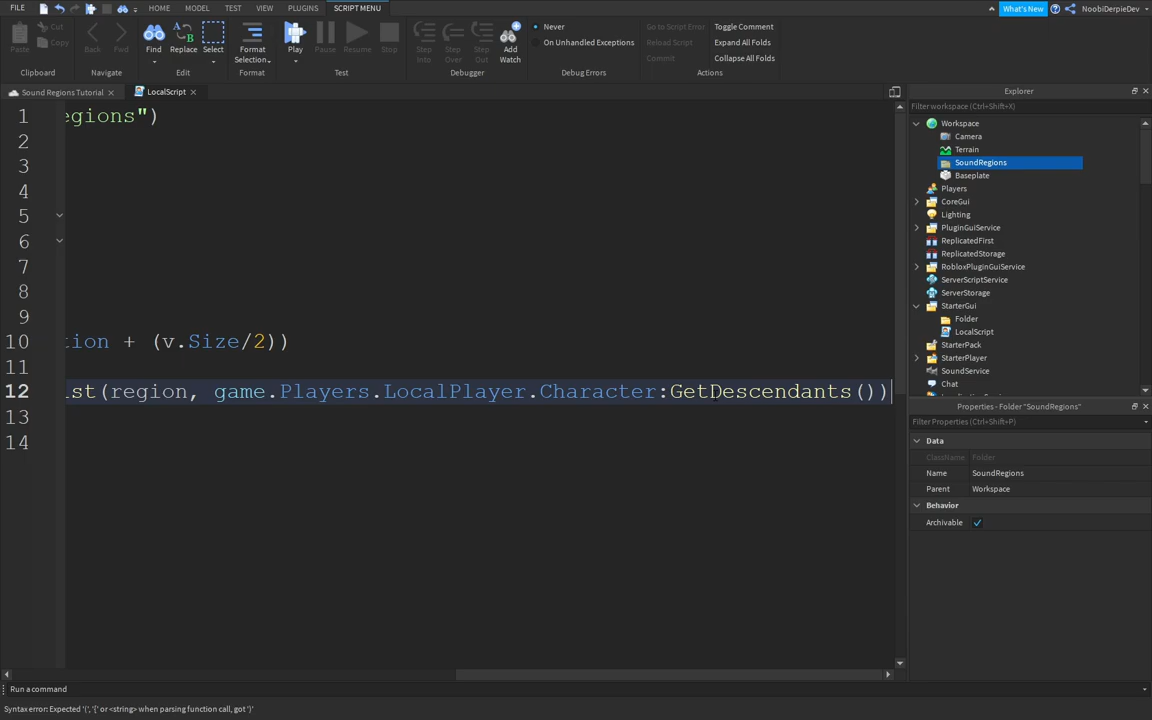 FILE HOME MODEL TEST VIEW PLUGINS SCRIPT MENU What's New NoobiDerpieDev
Cut Never Go to Script Error Toggle Comment
Paste Copy Back Forward Find Replace Select Format Selection... Play Pause Resume Stop Step Into Step Over Step Out Add Watch On Unhandled Exceptions Reload Script Expand All Folds
Commit Collapse All Folds
Clipboard Navigate Edit Format Test Debugger Debug Errors Actions
Sound Regions Tutorial LocalScript
1 egions")
2
3
4
5
6
7
8
9
10 tion + (v.Size/2))
11
12 ist(region, game.Players.LocalPlayer.Character:GetDescendants())
13
14
Explorer
Filter workspace (Ctrl+Shift+X)
Workspace
Camera
Terrain
SoundRegions
Baseplate
Players
CoreGui
Lighting
PluginGuiService
ReplicatedFirst
ReplicatedStorage
RobloxPluginGuiService
ServerScriptService
ServerStorage
StarterGui
Folder
LocalScript
StarterPack
StarterPlayer
SoundService
Chat
Properties - Folder "SoundRegions"
Filter Properties (Ctrl+Shift+P)
Data
ClassName Folder
Name SoundRegions
Parent Workspace
Behavior
Archivable
Run a command
Syntax error: Expected '(', '{' or <string> when parsing function call, got ')'